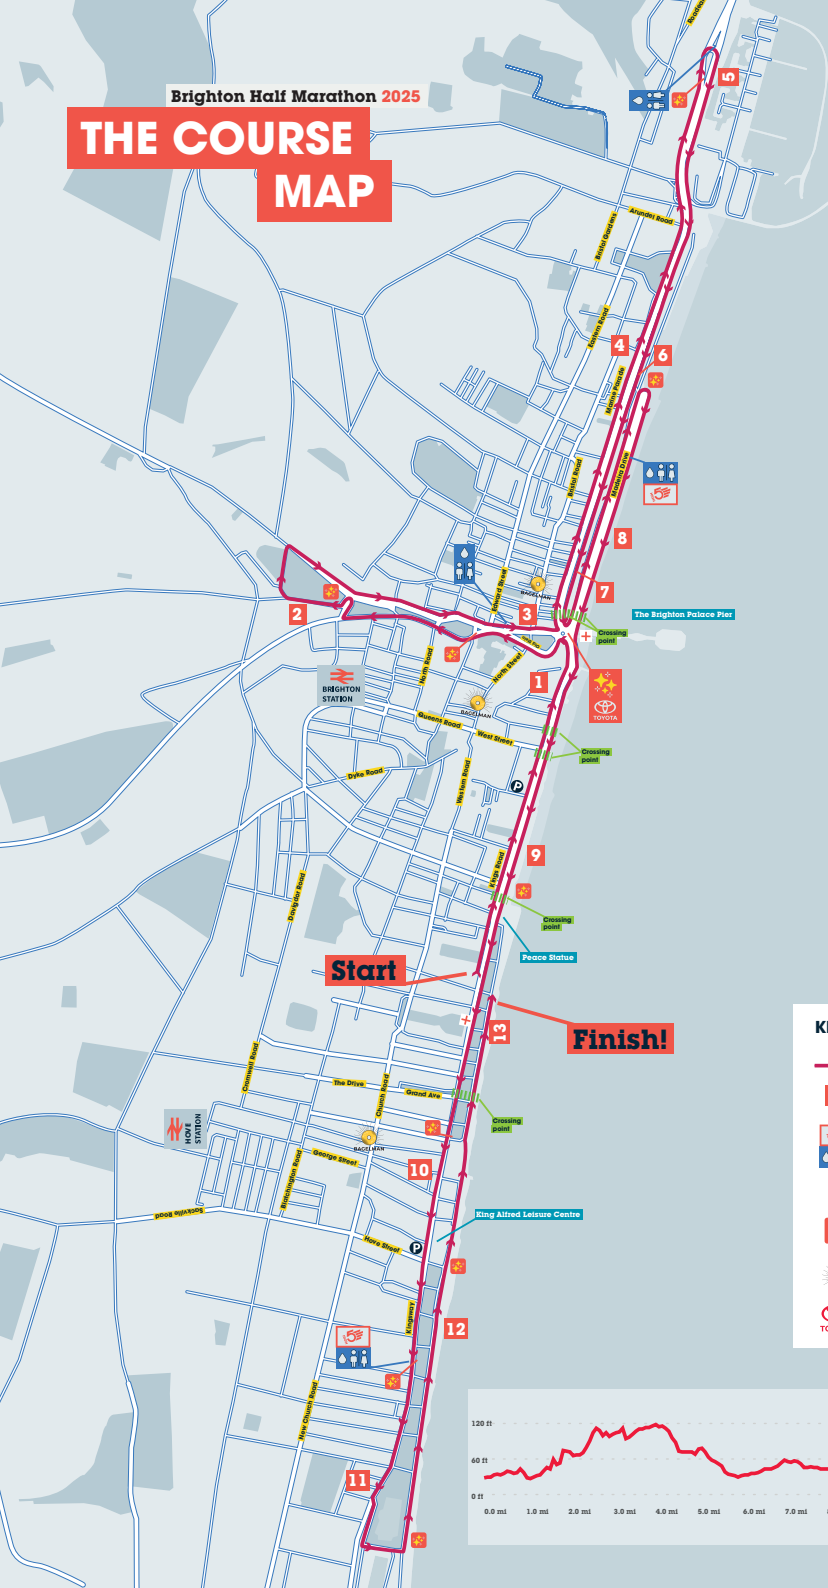 Brighton Half Marathon 2025
THE COURSE
MAP
Roedean
5
Arundel Road
Bristol Gardens
Eastern Road
4
6
Marine Parade
Bristol Road
Madeira Drive
8
7
Edward Street
BAGELMAN
2
3
The Brighton Palace Pier
Crossing
point
North Road
North Street
1
TOYOTA
BRIGHTON
STATION
BAGELMAN
Queens Road
West Street
Crossing
point
Dyke Road
Western Road
P
9
Kings Road
Davigdor Road
Crossing
point
Peace Statue
Start
13
Finish!
KE
Cromwell Road
The Drive
Church Road
Grand Ave
Crossing
point
HOVE
STATION
BAGELMAN
George Street
10
Blatchington Road
Sackville Road
King Alfred Leisure Centre
Hove Street
P
Kingsway
12
New Church Road
11
120 ft
60 ft
0 ft
0.0 mi
1.0 mi
2.0 mi
3.0 mi
4.0 mi
5.0 mi
6.0 mi
7.0 mi